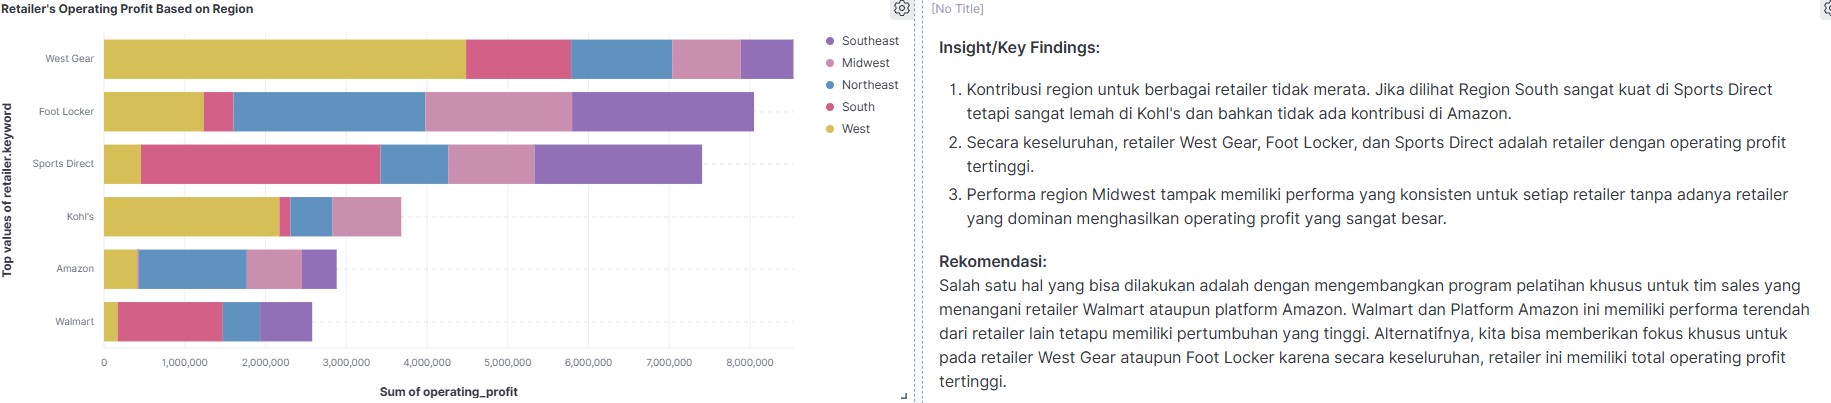 Retailer's Operating Profit Based on Region
West Gear
Foot Locker
Sports Direct
Kohl's
Amazon
Walmart
Top values of retailer.keyword
0
1,000,000
2,000,000
3,000,000
4,000,000
5,000,000
6,000,000
7,000,000
8,000,000
Sum of operating_profit
Southeast
Midwest
Northeast
South
West
[No Title]
Insight/Key Findings:
1. Kontribusi region untuk berbagai retailer tidak merata. Jika dilihat Region South sangat kuat di Sports Direct
tetapi sangat lemah di Kohl's dan bahkan tidak ada kontribusi di Amazon.
2. Secara keseluruhan, retailer West Gear, Foot Locker, dan Sports Direct adalah retailer dengan operating profit
tertinggi.
3. Performa region Midwest tampak memiliki performa yang konsisten untuk setiap retailer tanpa adanya retailer
yang dominan menghasilkan operating profit yang sangat besar.
Rekomendasi:
Salah satu hal yang bisa dilakukan adalah dengan mengembangkan program pelatihan khusus untuk tim sales yang
menangani retailer Walmart ataupun platform Amazon. Walmart dan Platform Amazon ini memiliki performa terendah
dari retailer lain tetapu memiliki pertumbuhan yang tinggi. Alternatifnya, kita bisa memberikan fokus khusus untuk
pada retailer West Gear ataupun Foot Locker karena secara keseluruhan, retailer ini memiliki total operating profit
tertinggi.